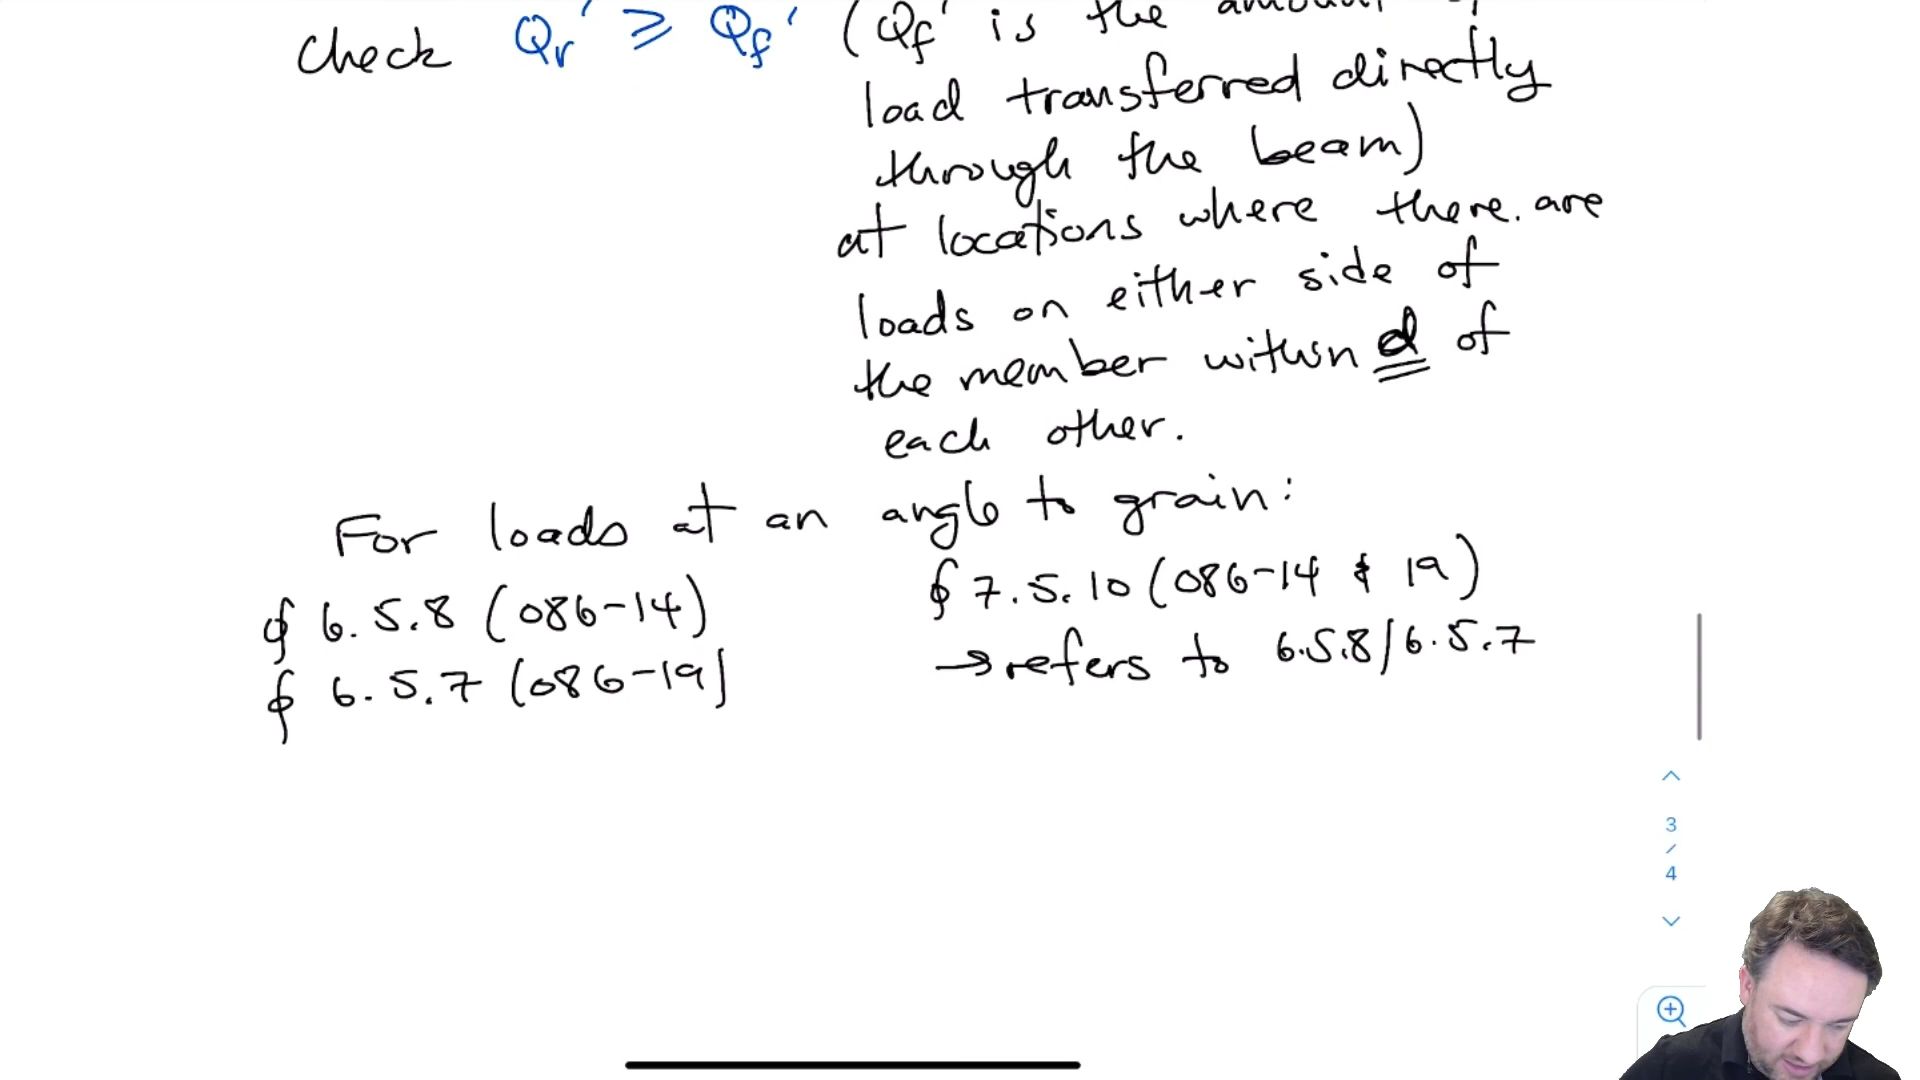 check Qr' ≥ Qf' (Qf' is the amount
load transferred directly
through the beam)
at locations where there are
loads on either side of
the member within d of
each other.
For loads at an angle to grain:
§ 6.5.8 (086-14)
§ 6.5.7 (086-19)
§ 7.5.10 (086-14 & 19)
→ refers to 6.5.8/6.5.7
3
/
4